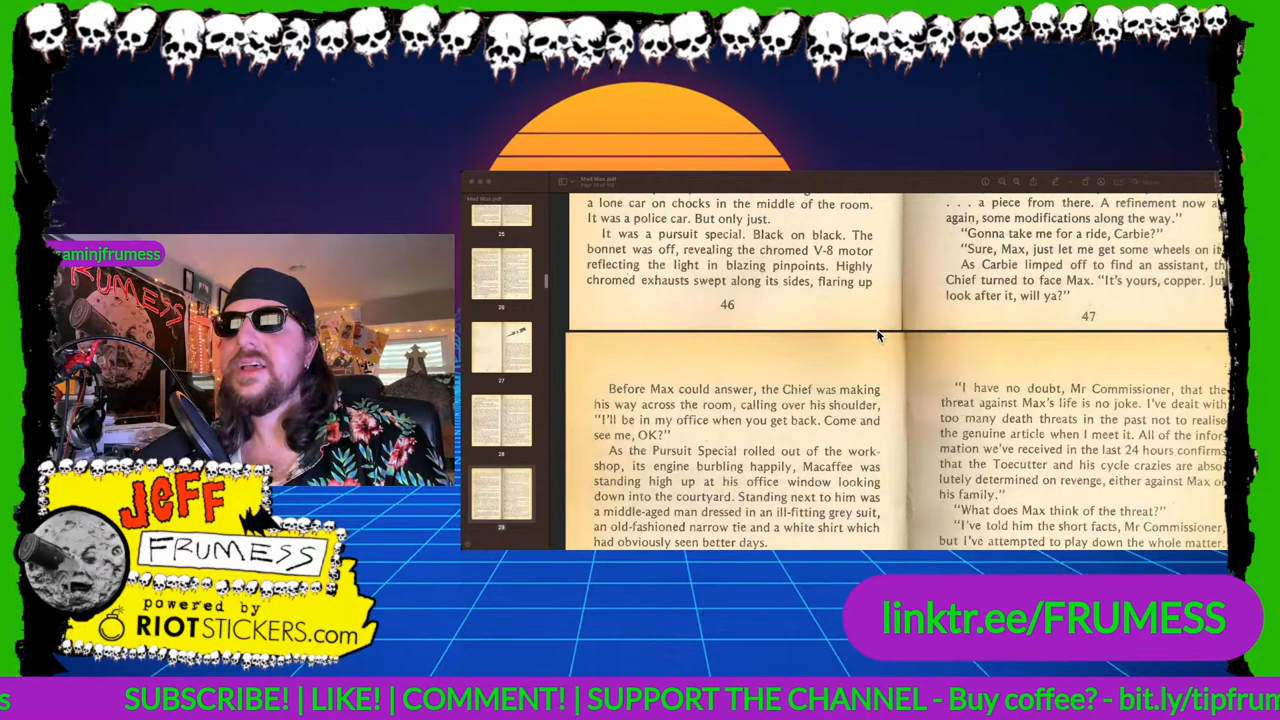 aminjfrumess
FRUMESS
Mad Max.pdf
Mad Max.pdf
25
26
27
28
29
a lone car on chocks in the middle of the room.
It was a police car. But only just.
It was a pursuit special. Black on black. The
bonnet was off, revealing the chromed V-8 motor
reflecting the light in blazing pinpoints. Highly
chromed exhausts swept along its sides, flaring up
46
. . . a piece from there. A refinement now a
again, some modifications along the way.”
“Gonna take me for a ride, Carbie?”
“Sure, Max, just let me get some wheels on it
As Carbie limped off to find an assistant, th
Chief turned to face Max. “It's yours, copper. Ju
look after it, will ya?”
47
Before Max could answer, the Chief was making
his way across the room, calling over his shoulder,
“I'll be in my office when you get back. Come and
see me, OK?”
As the Pursuit Special rolled out of the work-
shop, its engine burbling happily, Macaffee was
standing high up at his office window looking
down into the courtyard. Standing next to him was
a middle-aged man dressed in an ill-fitting grey suit,
an old-fashioned narrow tie and a white shirt which
had obviously seen better days.
“I have no doubt, Mr Commissioner, that the
threat against Max's life is no joke. I've dealt with
too many death threats in the past not to realise
the genuine article when I meet it. All of the infor-
mation we've received in the last 24 hours confirms
that the Toecutter and his cycle crazies are abso
lutely determined on revenge, either against Max o
his family.”
“What does Max think of the threat?”
“I've told him the short facts, Mr Commissioner,
but I've attempted to play down the whole matter.
JeFF
FRUMESS
powered by
RIOTSTICKERS.com
linktr.ee/FRUMESS
s SUBSCRIBE! | LIKE! | COMMENT! | SUPPORT THE CHANNEL - Buy coffee? - bit.ly/tipfrum